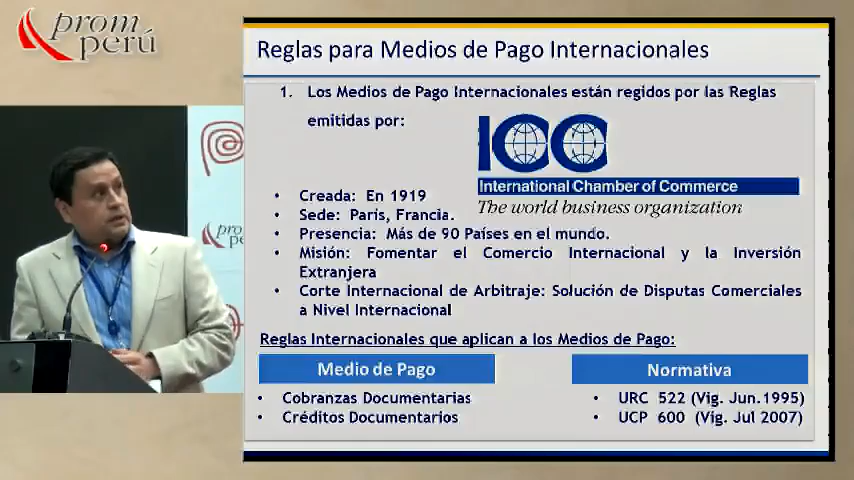 prom
perú
Reglas para Medios de Pago Internacionales
1. Los Medios de Pago Internacionales están regidos por las Reglas
emitidas por:
ICC
International Chamber of Commerce
The world business organization
• Creada: En 1919
• Sede: París, Francia.
• Presencia: Más de 90 Países en el mundo.
• Misión: Fomentar el Comercio Internacional y la Inversión
Extranjera
• Corte Internacional de Arbitraje: Solución de Disputas Comerciales
a Nivel Internacional
Reglas Internacionales que aplican a los Medios de Pago:
Medio de Pago Normativa
• Cobranzas Documentarias • URC 522 (Vig. Jun.1995)
• Créditos Documentarios • UCP 600 (Vig. Jul 2007)
P
pro
pe